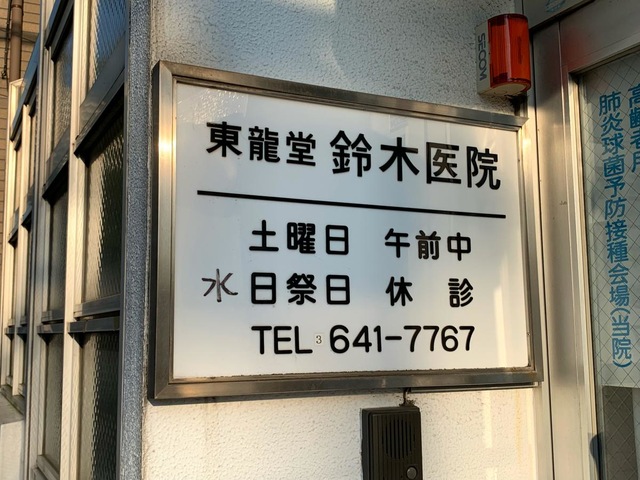 東龍堂 鈴木医院
土曜日 午前中
水日祭日 休診
TEL 3 641-7767
SECOM
高齢者用
肺炎球菌予防接種会場(当院)